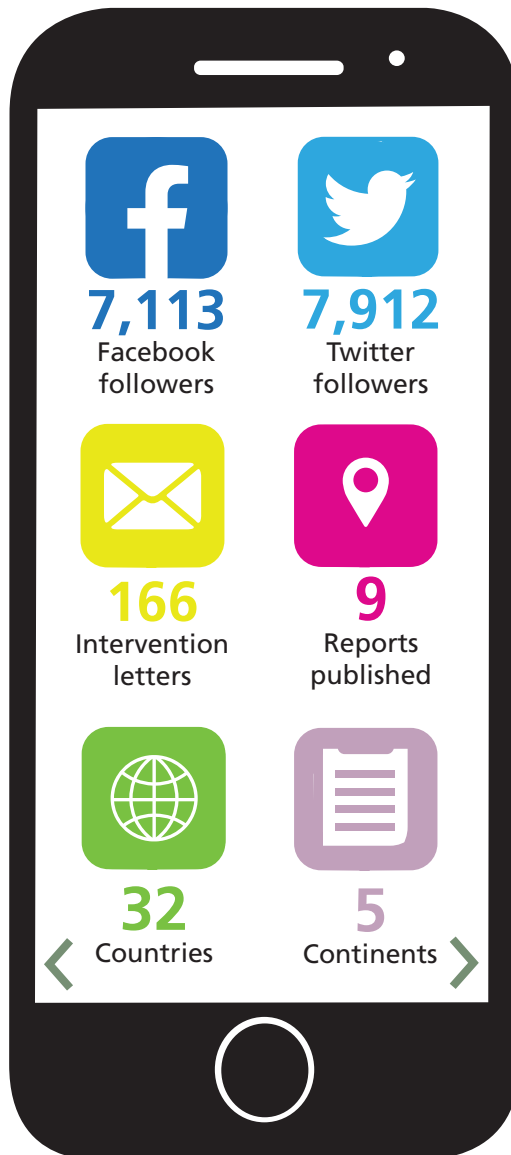 7,113
Facebook
followers
7,912
Twitter
followers
166
Intervention
letters
9
Reports
published
32
Countries
5
Continents